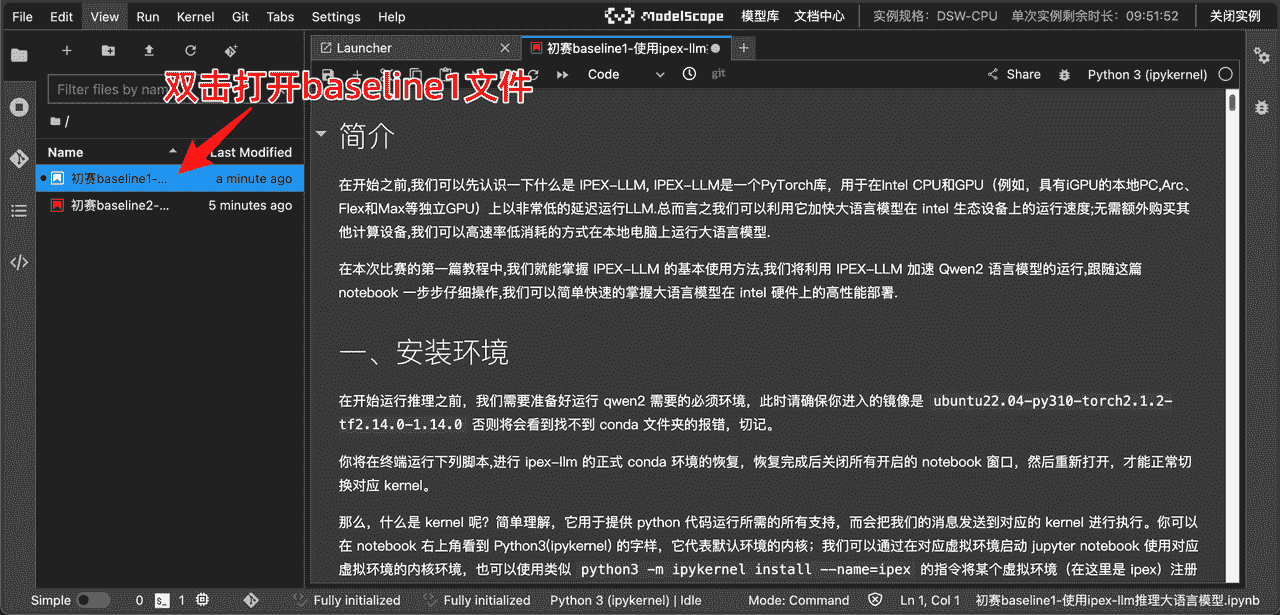 File Edit View Run Kernel Git Tabs Settings Help ModelScope 模型库 文档中心 实例规格：DSW-CPU 单次实例剩余时长：09:51:52 关闭实例
Launcher 初赛baseline1-使用ipex-llm
Code git Share Python 3 (ipykernel)
Filter files by nam
双击打开baseline1文件
/
Name Last Modified
初赛baseline1-... a minute ago
初赛baseline2-... 5 minutes ago
简介
在开始之前,我们可以先认识一下什么是 IPEX-LLM, IPEX-LLM是一个PyTorch库，用于在Intel CPU和GPU（例如，具有iGPU的本地PC,Arc、
Flex和Max等独立GPU）上以非常低的延迟运行LLM.总而言之我们可以利用它加快大语言模型在 intel 生态设备上的运行速度;无需额外购买其
他计算设备,我们可以高速率低消耗的方式在本地电脑上运行大语言模型.
在本次比赛的第一篇教程中,我们就能掌握 IPEX-LLM 的基本使用方法,我们将利用 IPEX-LLM 加速 Qwen2 语言模型的运行,跟随这篇
notebook 一步步仔细操作,我们可以简单快速的掌握大语言模型在 intel 硬件上的高性能部署.
一、安装环境
在开始运行推理之前，我们需要准备好运行 qwen2 需要的必须环境，此时请确保你进入的镜像是 ubuntu22.04-py310-torch2.1.2-
tf2.14.0-1.14.0 否则将会看到找不到 conda 文件夹的报错，切记。
你将在终端运行下列脚本,进行 ipex-llm 的正式 conda 环境的恢复，恢复完成后关闭所有开启的 notebook 窗口，然后重新打开，才能正常切
换对应 kernel。
那么，什么是 kernel 呢？简单理解，它用于提供 python 代码运行所需的所有支持，而会把我们的消息发送到对应的 kernel 进行执行。你可以
在 notebook 右上角看到 Python3(ipykernel) 的字样，它代表默认环境的内核；我们可以通过在对应虚拟环境启动 jupyter notebook 使用对应
虚拟环境的内核环境，也可以使用类似 python3 -m ipykernel install --name=ipex 的指令将某个虚拟环境（在这里是 ipex）注册
Simple 0 1 Fully initialized Fully initialized Python 3 (ipykernel) | Idle Mode: Command Ln 1, Col 1 初赛baseline1-使用ipex-llm推理大语言模型.ipynb